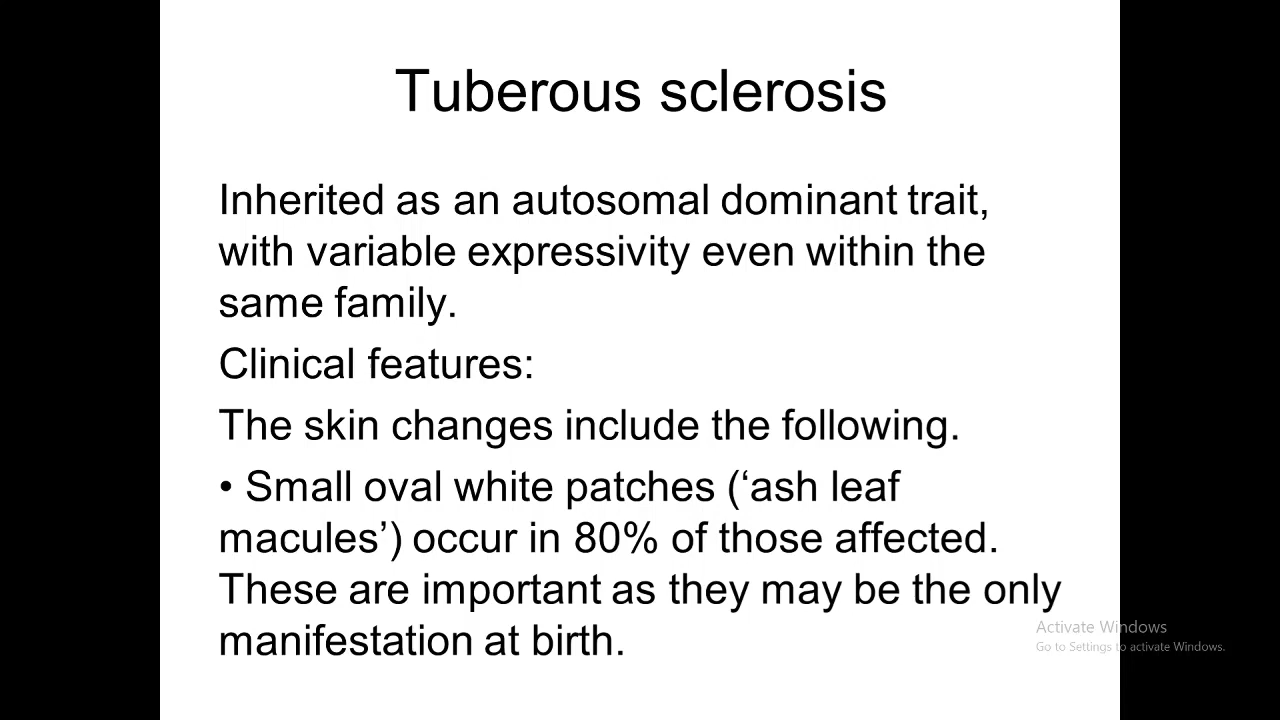 Tuberous sclerosis
Inherited as an autosomal dominant trait,
with variable expressivity even within the
same family.
Clinical features:
The skin changes include the following.
• Small oval white patches (‘ash leaf
macules’) occur in 80% of those affected.
These are important as they may be the only
manifestation at birth.
Activate Windows
Go to Settings to activate Windows.